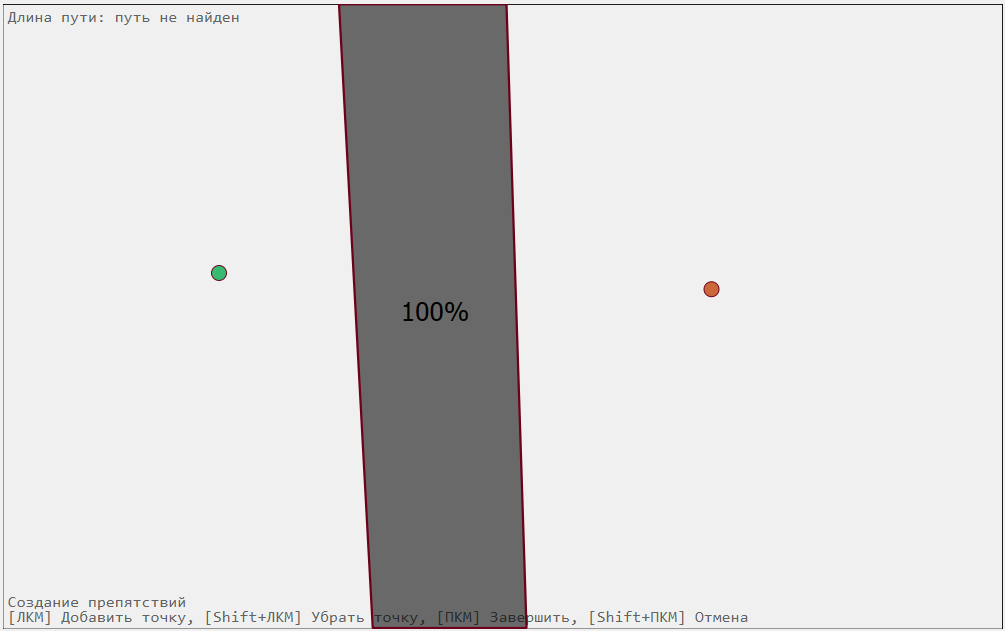 Длина пути: путь не найден
100%
Создание препятствий
[ЛКМ] Добавить точку, [Shift+ЛКМ] Убрать точку, [ПКМ] Завершить, [Shift+ПКМ] Отмена